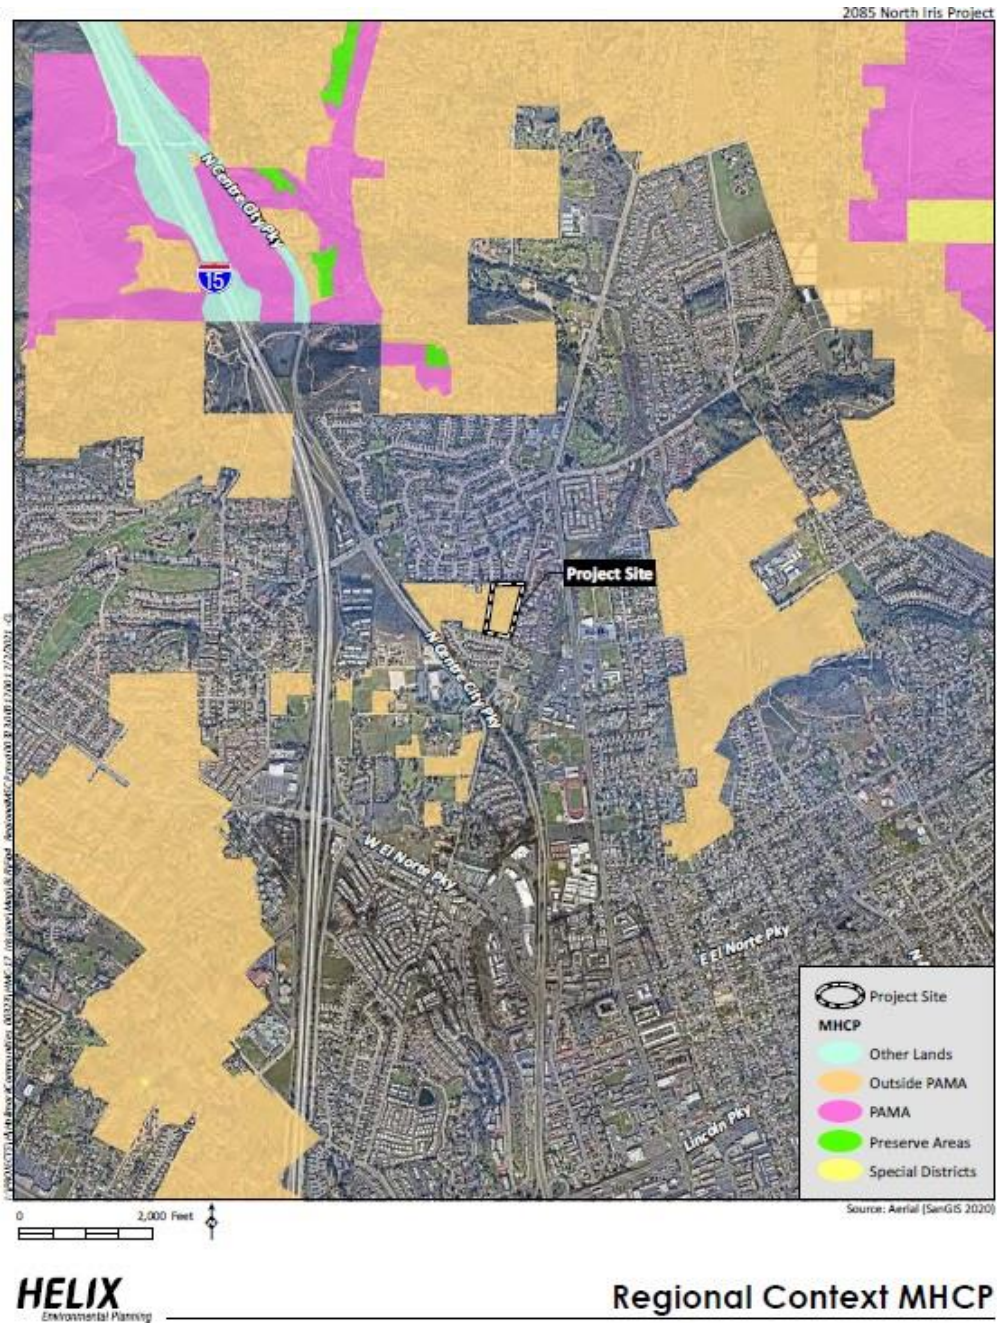 2085 North Iris Project
N Centre City Pky
15
Project Site
N Centre City Pky
W El Norte Pky
E El Norte Pky
Lincoln Pky
Project Site
MHCP
Other Lands
Outside PAMA
PAMA
Preserve Areas
Special Districts
0 2,000 Feet
N
Source: Aerial (SanGIS 2020)
HELIX
Environmental Planning
Regional Context MHCP